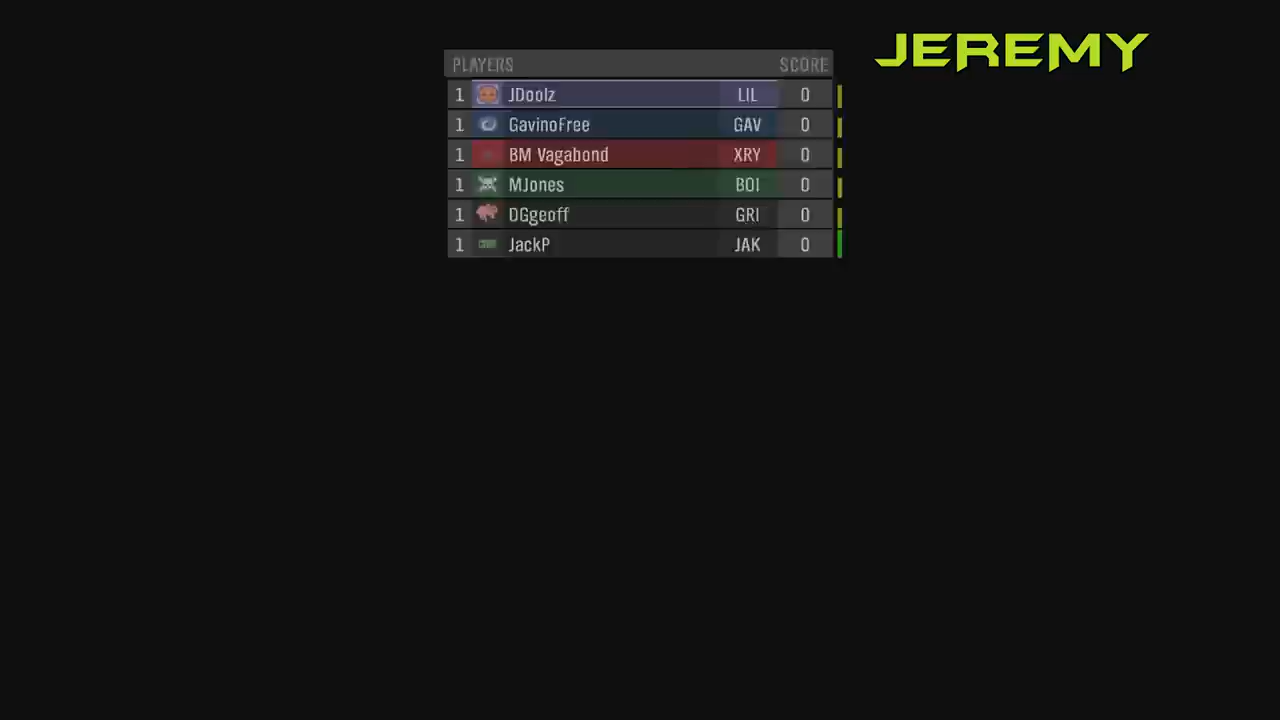 JEREMY
PLAYERS SCORE
1 JDoolz LIL 0
1 GavinoFree GAV 0
1 BM Vagabond XRY 0
1 MJones BOI 0
1 DGgeoff GRI 0
1 JackP JAK 0